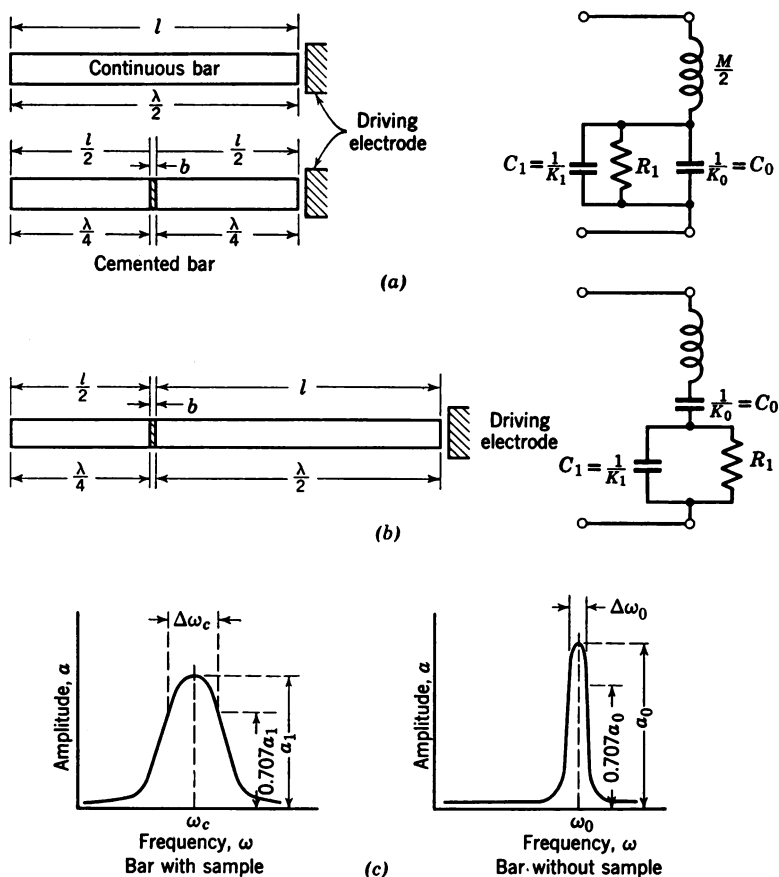 l
Continuous bar
λ/2
Driving electrode
l/2
b
l/2
λ/4
λ/4
Cemented bar
M/2
C₁ = 1/K₁
R₁
1/K₀ = C₀
(a)
l/2
b
l
Driving electrode
λ/4
λ/2
1/K₀ = C₀
C₁ = 1/K₁
R₁
(b)
Δω_c
Amplitude, a
0.707a₁
a₁
ω_c
Frequency, ω
Bar with sample
Δω₀
Amplitude, a
0.707a₀
a₀
ω₀
Frequency, ω
Bar without sample
(c)